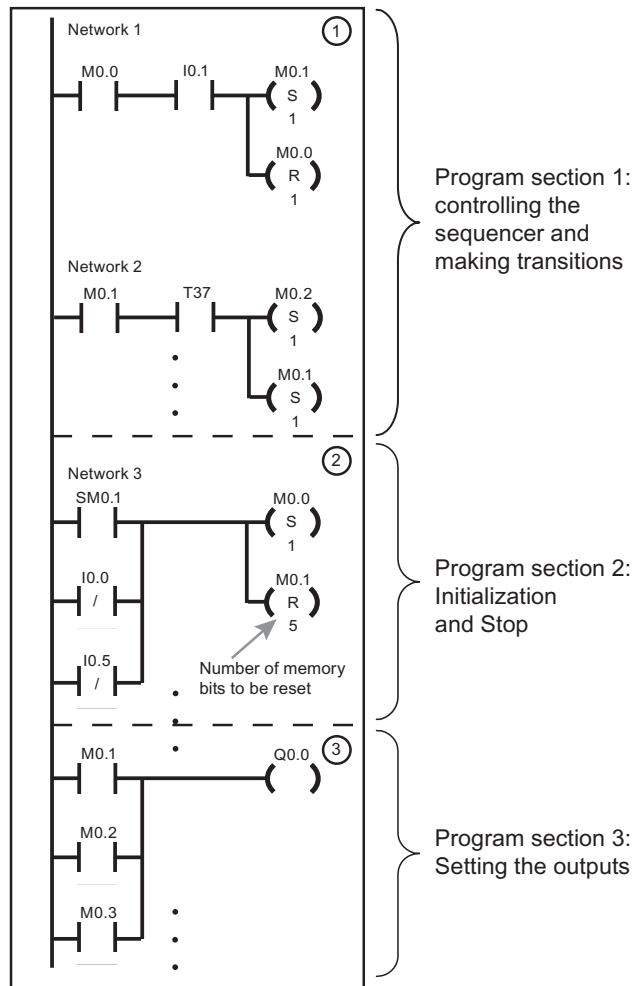 Network 1
1
M0.0 I0.1 M0.1
S
1
M0.0
R
1
Program section 1:
controlling the
sequencer and
making transitions
Network 2
M0.1 T37 M0.2
S
1
M0.1
S
1
2
Network 3
SM0.1 M0.0
S
1
I0.0 M0.1
/ R
5
Program section 2:
Initialization
and Stop
I0.5
/
Number of memory
bits to be reset
3
M0.1 Q0.0
M0.2
M0.3
Program section 3:
Setting the outputs